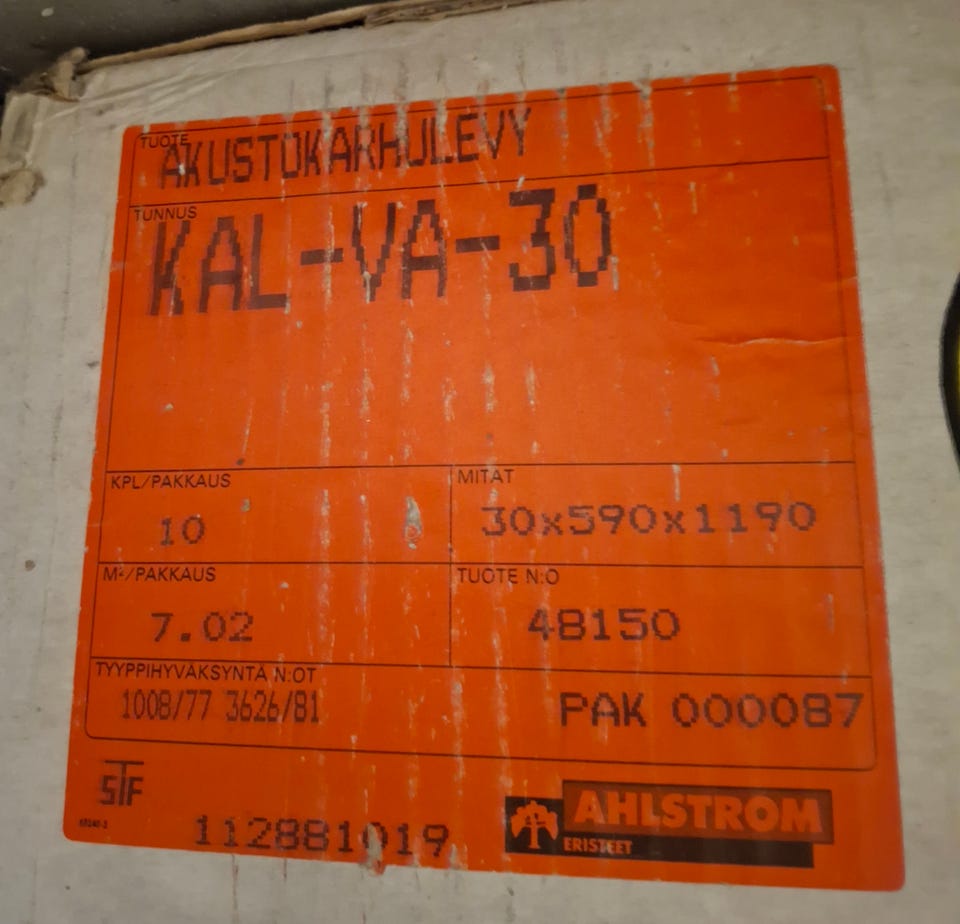 TUOTE
AKUSTOKARHULEVY
TUNNUS
KAL-VA-30
KPL/PAKKAUS
10
MITAT
30x590x1190
M²/PAKKAUS
7.02
TUOTE N:O
48150
TYYPPIHYVÄKSYNTÄ N:OT
1008/77 3626/81
PAK 000087
STF
112881019
AHLSTROM
ERISTEET